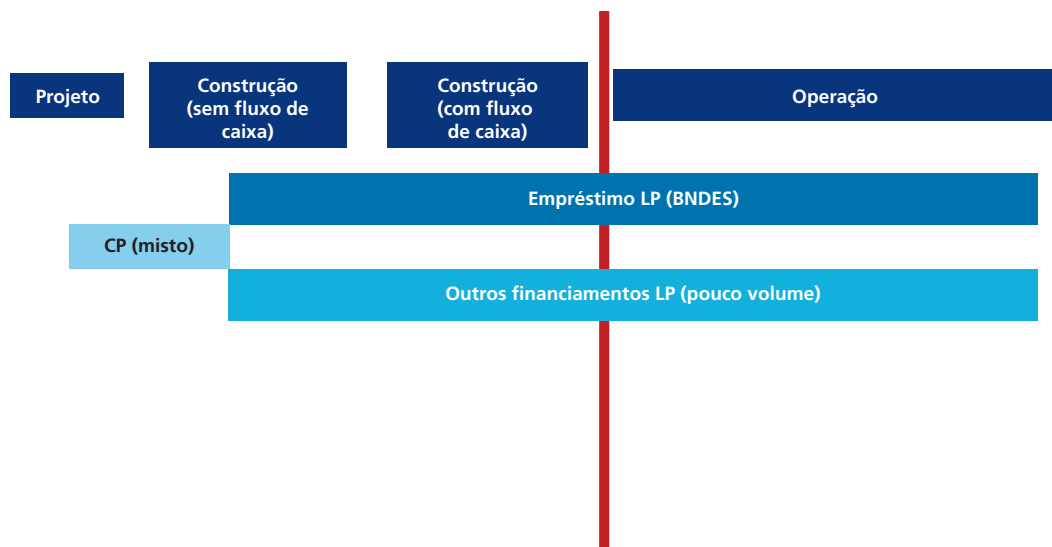 Projeto
Construção
(sem fluxo de
caixa)
Construção
(com fluxo
de caixa)
Operação
Empréstimo LP (BNDES)
CP (misto)
Outros financiamentos LP (pouco volume)